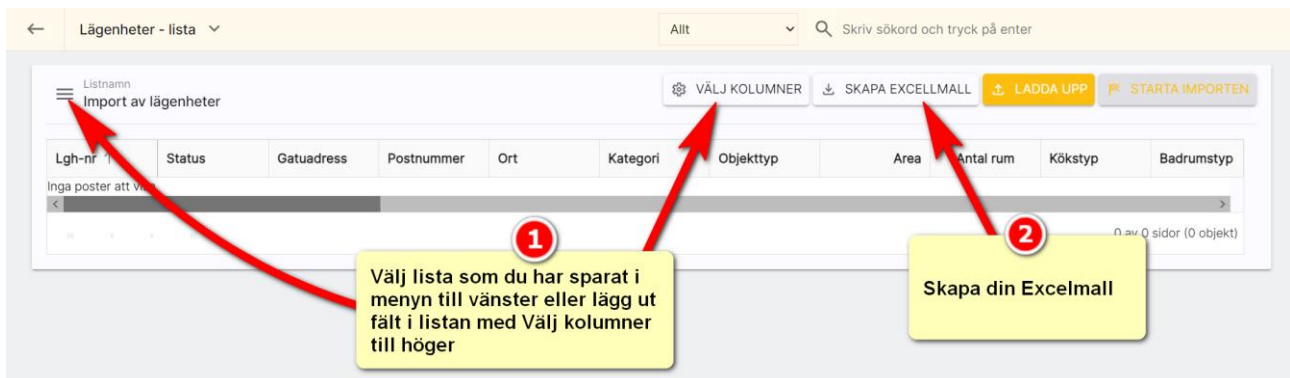 Lägenheter - lista
Allt
Skriv sökord och tryck på enter
Listnamn
Import av lägenheter
VÄLJ KOLUMNER
SKAPA EXCELLMALL
LADDA UPP
STARTA IMPORTEN
Lgh-nr Status Gatuadress Postnummer Ort Kategori Objekttyp Area Antal rum Kökstyp Badrumstyp
Inga poster att
0 av 0 sidor (0 objekt)
1
Välj lista som du har sparat i
menyn till vänster eller lägg ut
fält i listan med Välj kolumner
till höger
2
Skapa din Excelmall